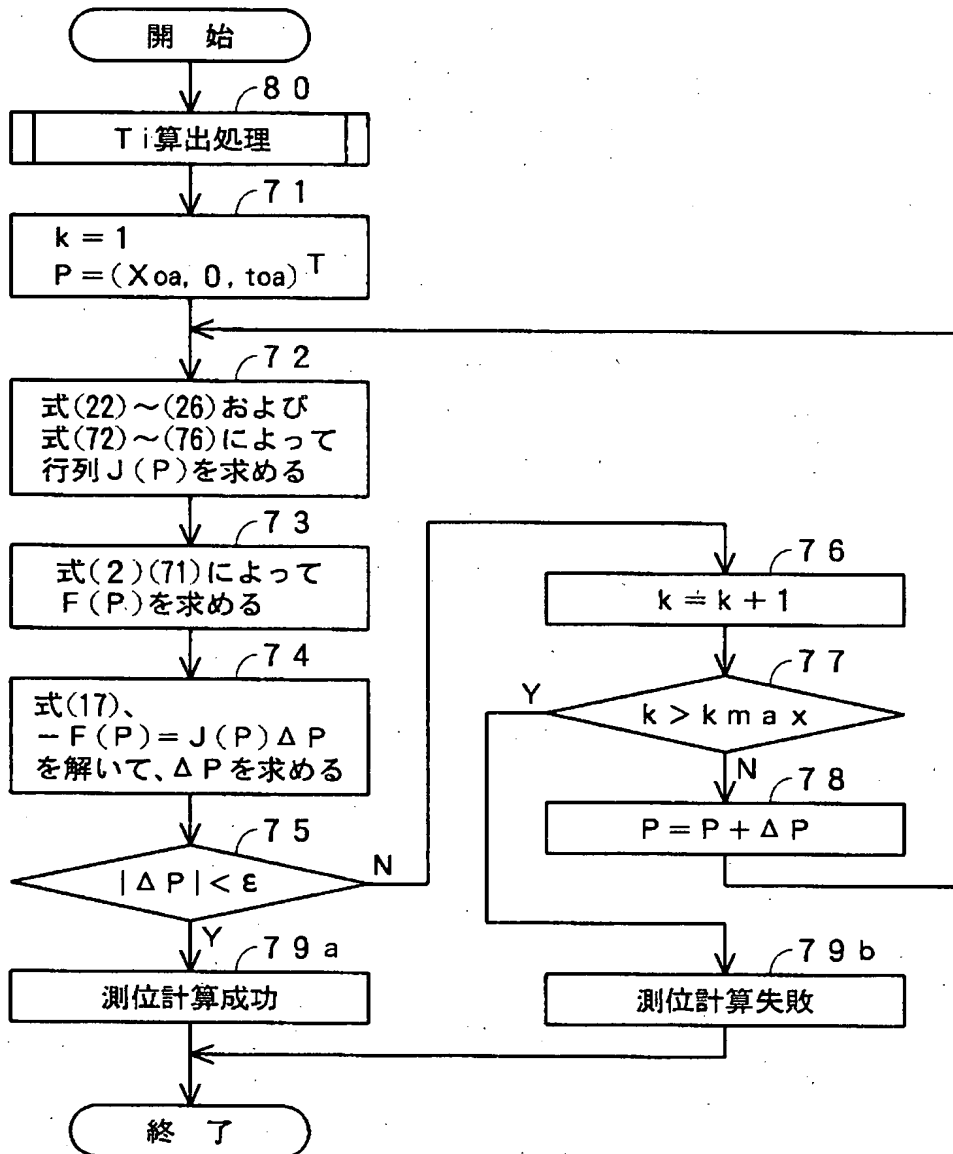 開 始
80
Ti算出処理
71
k=1
P=(Xoa, 0, toa)T
72
式(22)～(26)および
式(72)～(76)によって
行列J(P)を求める
73
式(2)(71)によって
F(P)を求める
74
式(17)、
-F(P)=J(P)ΔP
を解いて、ΔPを求める
75
|ΔP|<ε
N
Y
76
k=k+1
77
k>kmax
Y
N
78
P=P+ΔP
79a
測位計算成功
79b
測位計算失敗
終 了